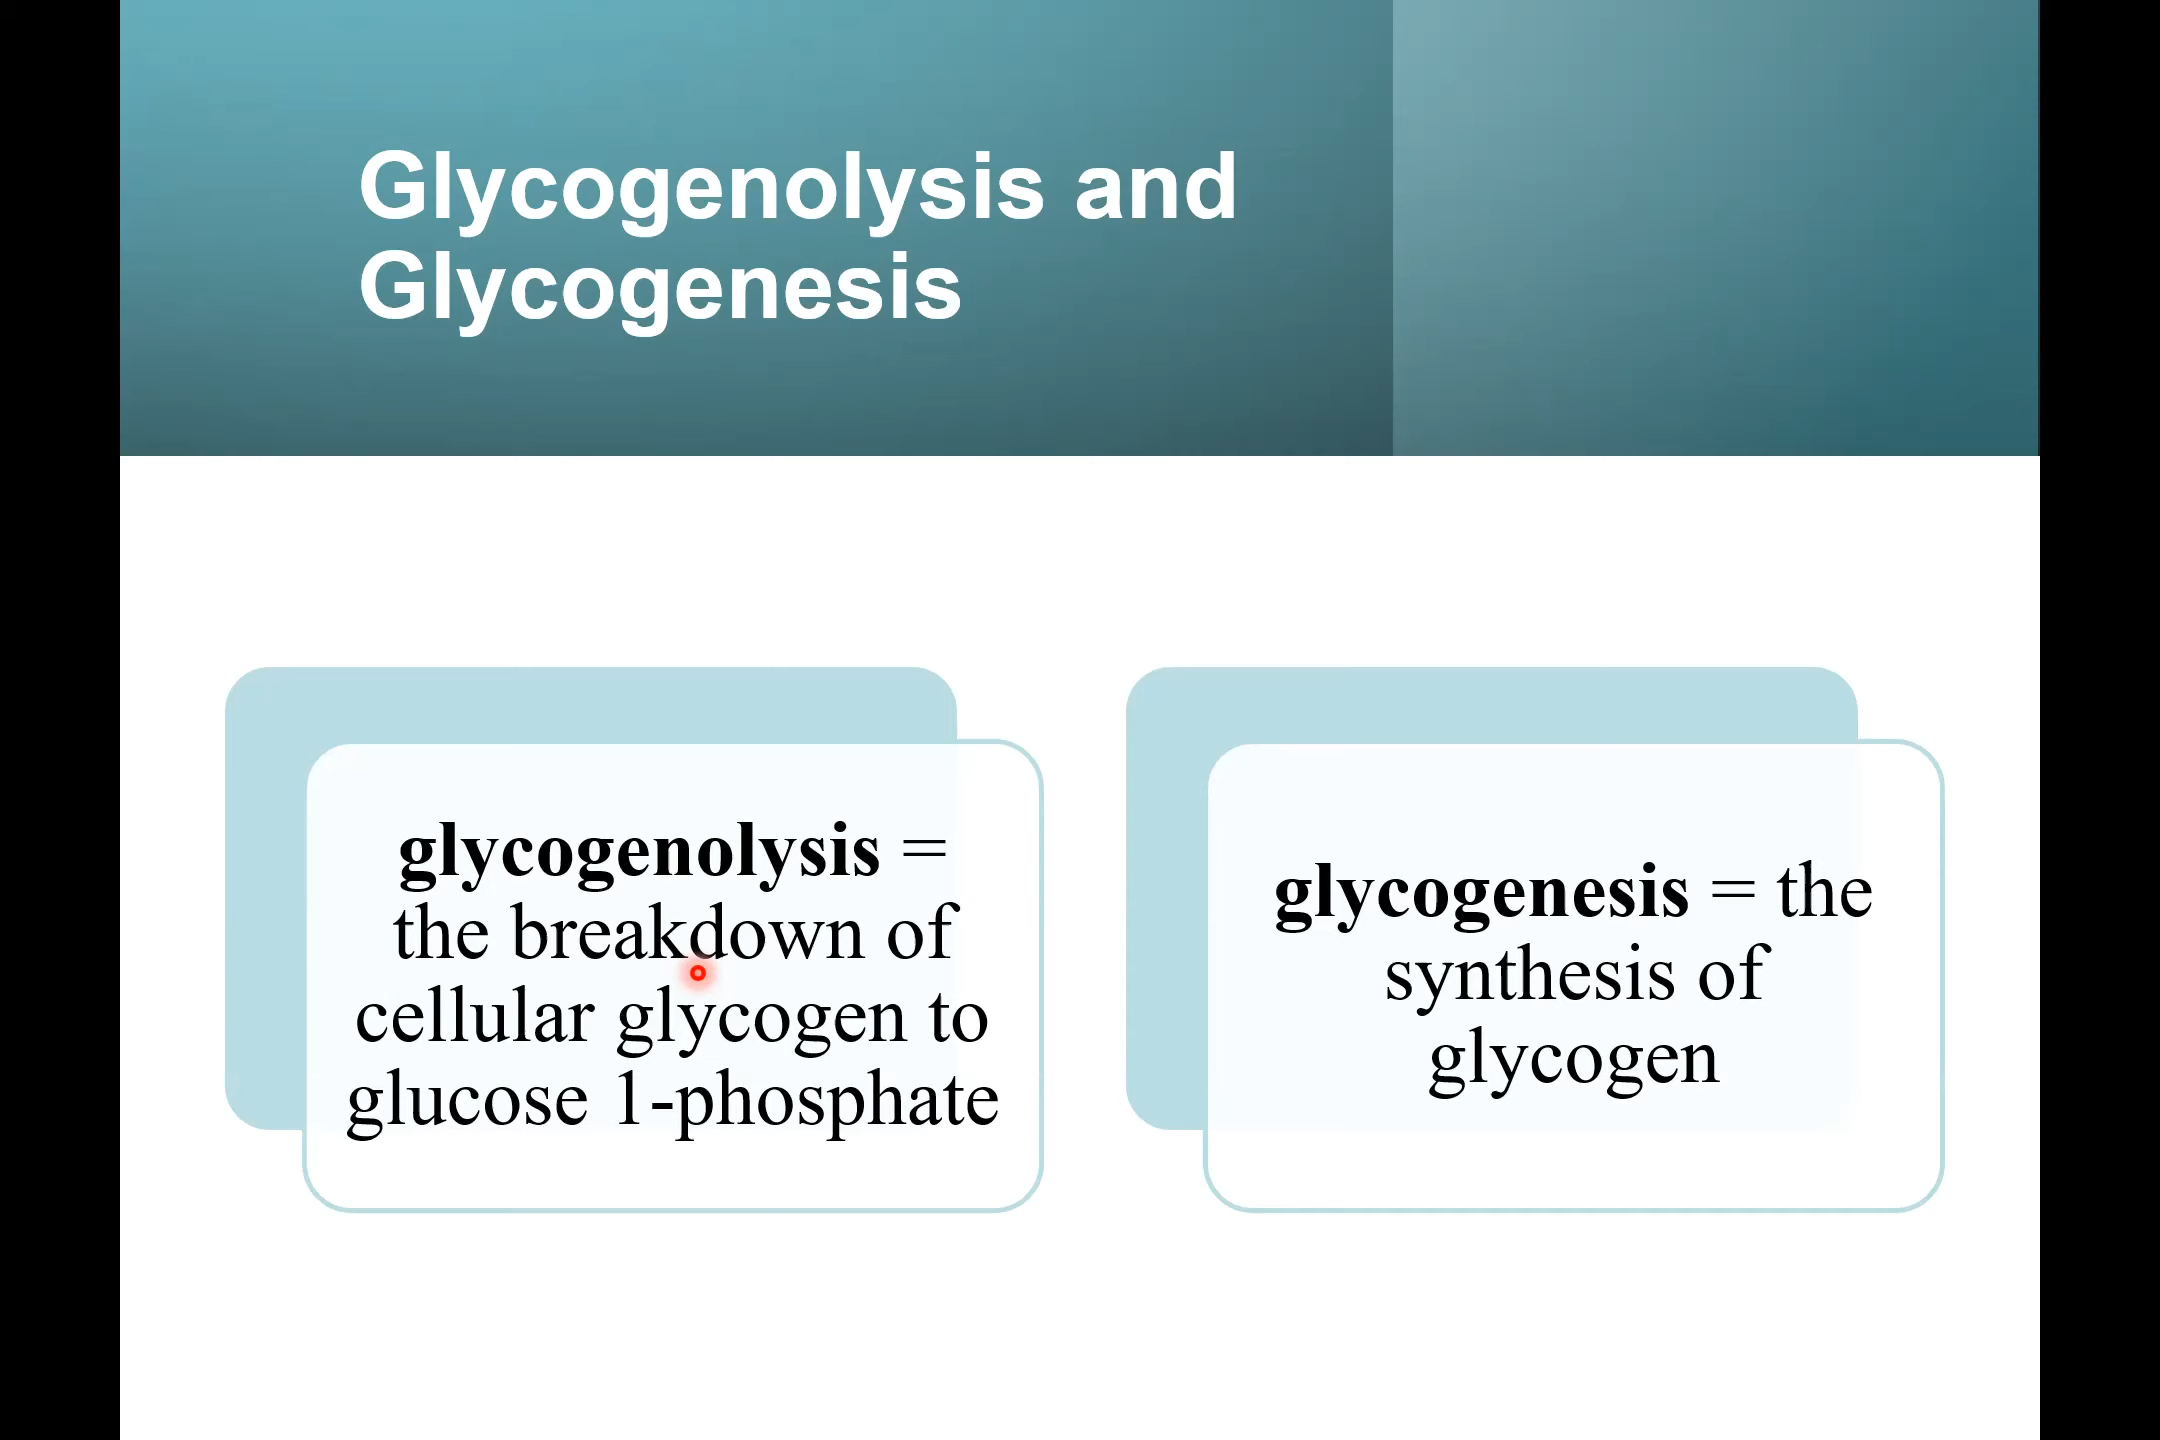 Glycogenolysis and
Glycogenesis
glycogenolysis =
the breakdown of
cellular glycogen to
glucose 1-phosphate
glycogenesis = the
synthesis of
glycogen